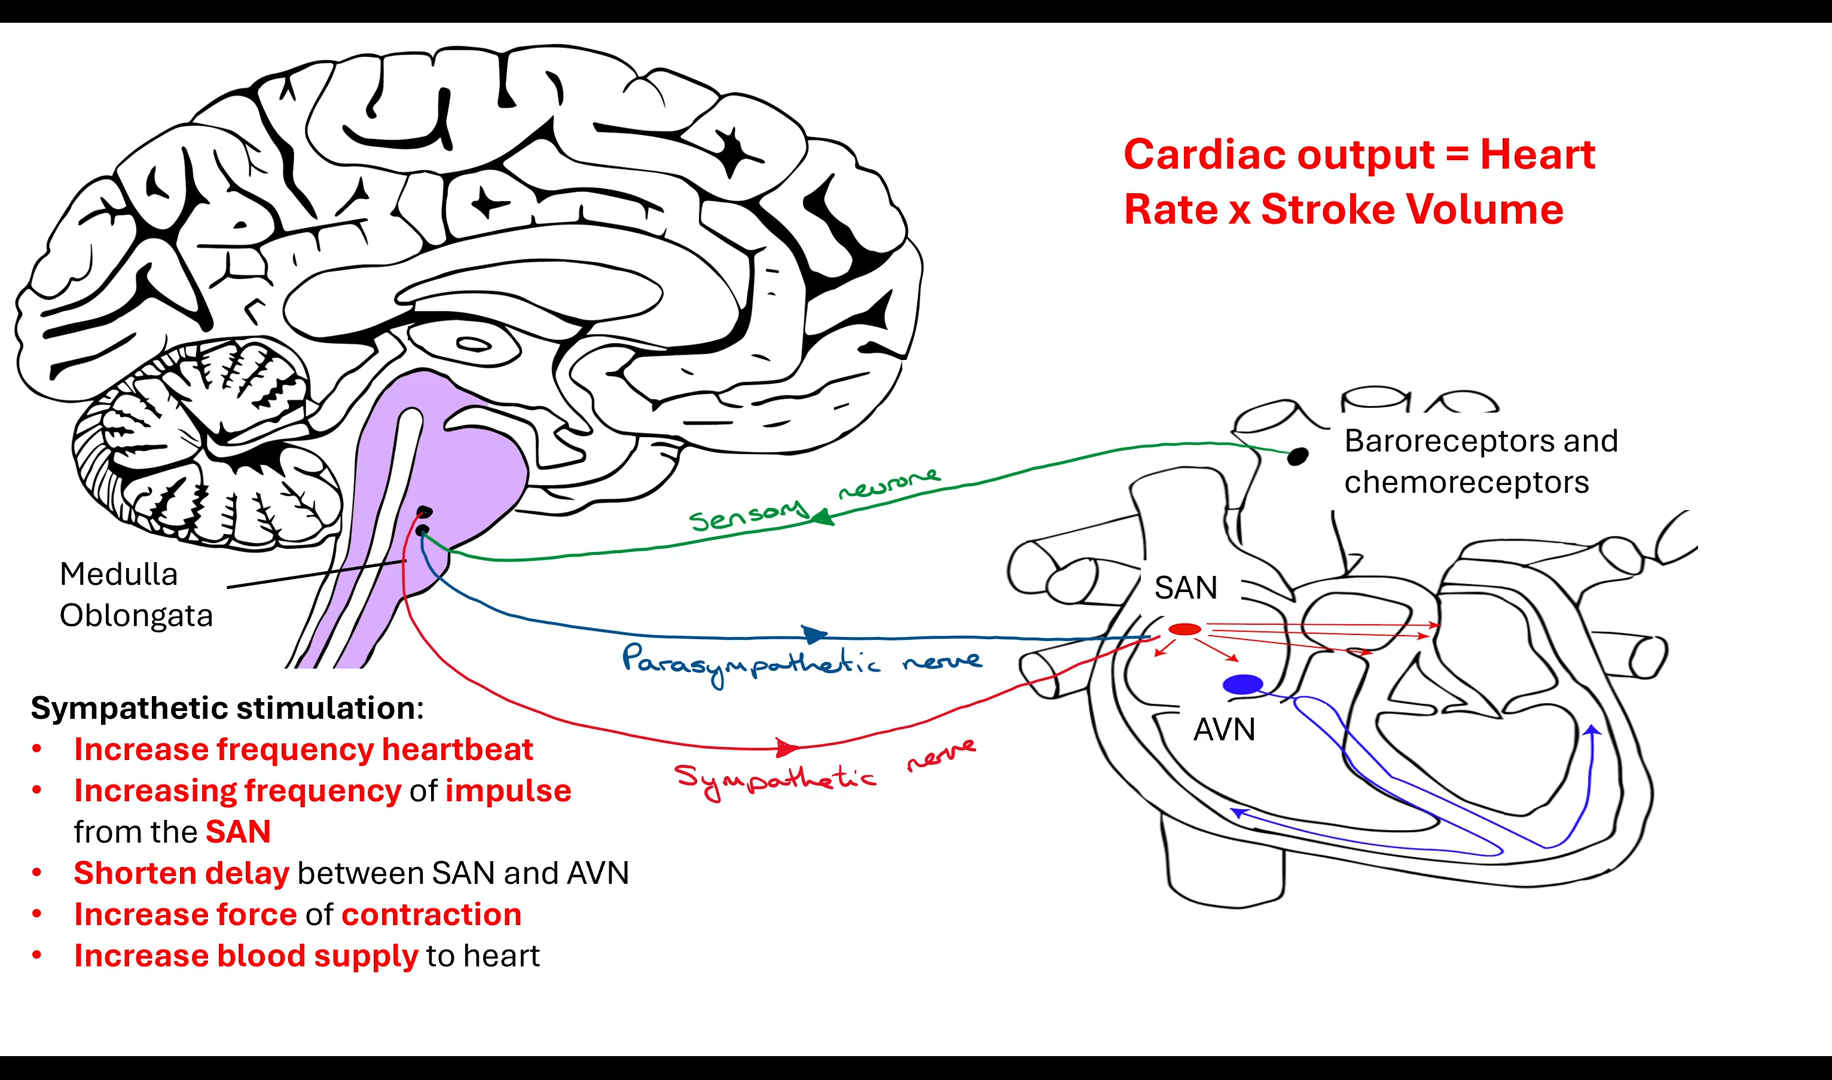 Cardiac output = Heart
Rate x Stroke Volume
Baroreceptors and
chemoreceptors
Sensory neurone
Medulla
Oblongata
SAN
Parasympathetic nerve
AVN
Sympathetic nerve
Sympathetic stimulation:
• Increase frequency heartbeat
• Increasing frequency of impulse
from the SAN
• Shorten delay between SAN and AVN
• Increase force of contraction
• Increase blood supply to heart